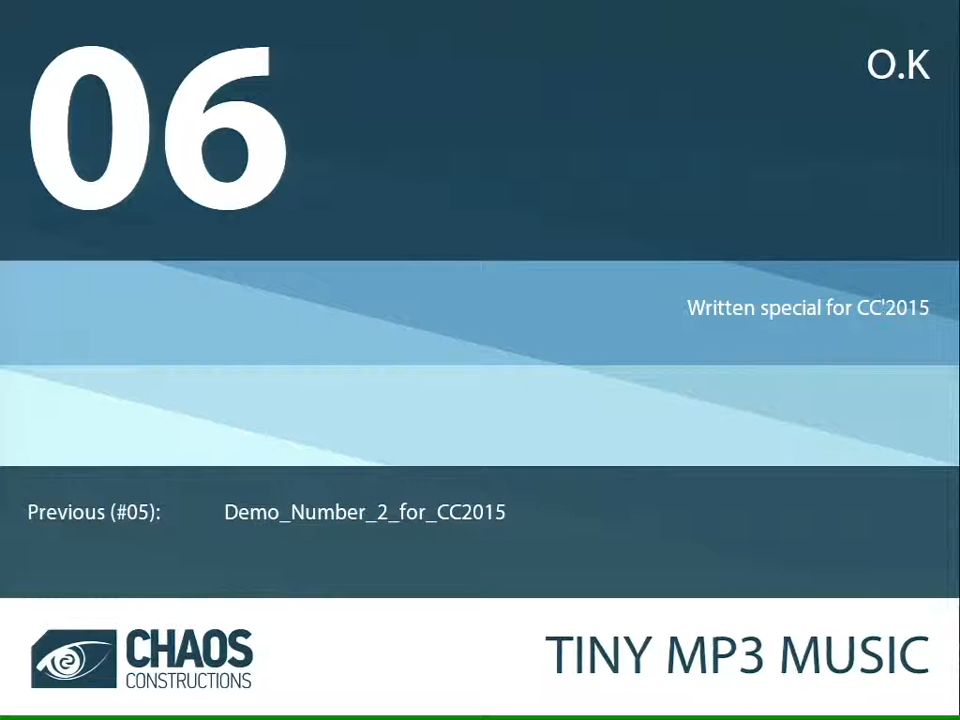 06
O.K
Written special for CC'2015
Previous (#05): Demo_Number_2_for_CC2015
CHAOS
CONSTRUCTIONS
TINY MP3 MUSIC